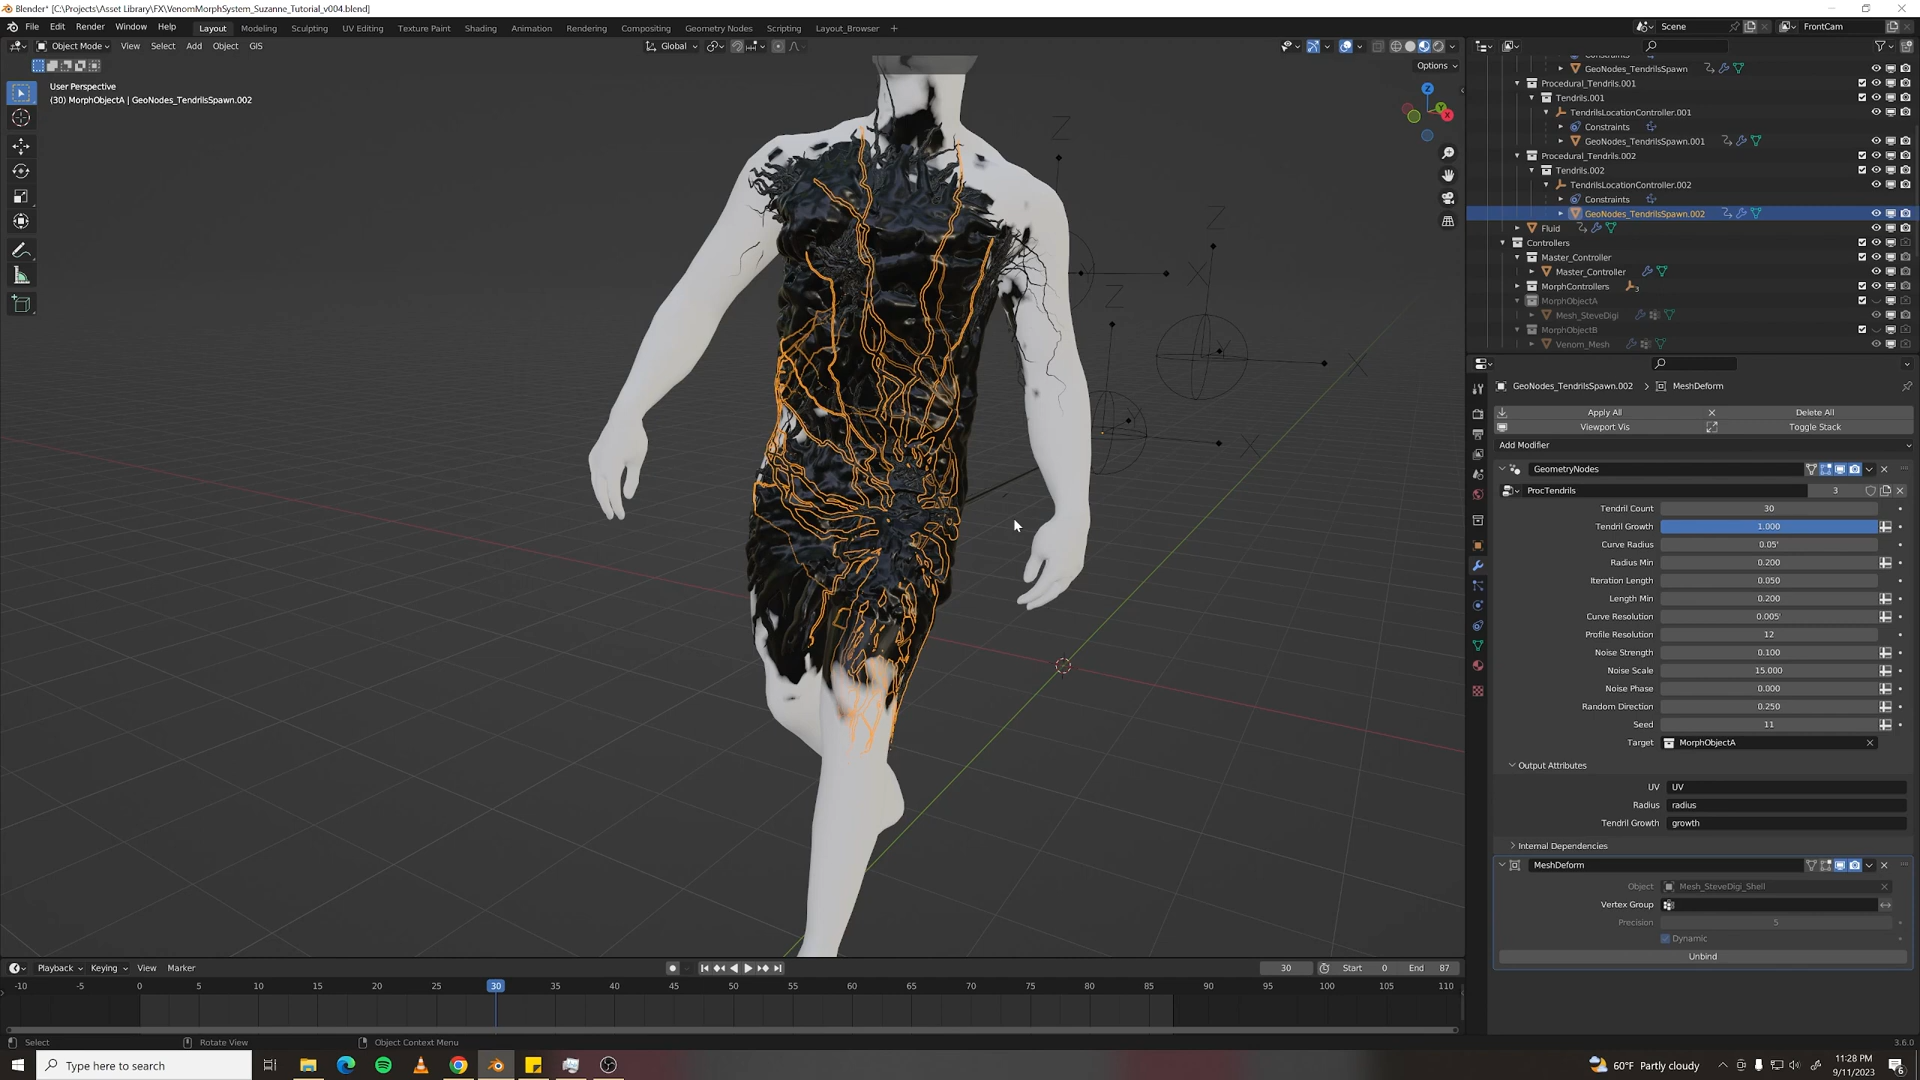 Blender* [C:\Projects\Asset Library\FX\VenomMorphSystem_Suzanne_Tutorial_v004.blend]
File Edit Render Window Help Layout Modeling Sculpting UV Editing Texture Paint Shading Animation Rendering Compositing Geometry Nodes Scripting Layout_Browser + Scene FrontCam
Object Mode View Select Add Object GIS Global
Options
User Perspective
(30) MorphObjectA | GeoNodes_TendrilsSpawn.002
Z
Z
X
Z
X
X
Constraints
GeoNodes_TendrilsSpawn
Procedural_Tendrils.001
Tendrils.001
TendrilsLocationController.001
Constraints
GeoNodes_TendrilsSpawn.001
Procedural_Tendrils.002
Tendrils.002
TendrilsLocationController.002
Constraints
GeoNodes_TendrilsSpawn.002
Fluid
Controllers
Master_Controller
Master_Controller
MorphControllers 3
MorphObjectA
Mesh_SteveDigi
MorphObjectB
Venom_Mesh
GeoNodes_TendrilsSpawn.002 > MeshDeform
Apply All Delete All
Viewport Vis Toggle Stack
Add Modifier
GeometryNodes
ProcTendrils 3
Tendril Count 30
Tendril Growth 1.000
Curve Radius 0.05'
Radius Min 0.200
Iteration Length 0.050
Length Min 0.200
Curve Resolution 0.005'
Profile Resolution 12
Noise Strength 0.100
Noise Scale 15.000
Noise Phase 0.000
Random Direction 0.250
Seed 11
Target MorphObjectA
Output Attributes
UV UV
Radius radius
Tendril Growth growth
Internal Dependencies
MeshDeform
Object Mesh_SteveDigi_Shell
Vertex Group
Precision 5
Dynamic
Unbind
Playback Keying View Marker 30 Start 0 End 87
-10 -5 0 5 10 15 20 25 30 35 40 45 50 55 60 65 70 75 80 85 90 95 100 105 110
Select Rotate View Object Context Menu 3.6.0
Type here to search 60°F Partly cloudy 11:28 PM
9/11/2023 6